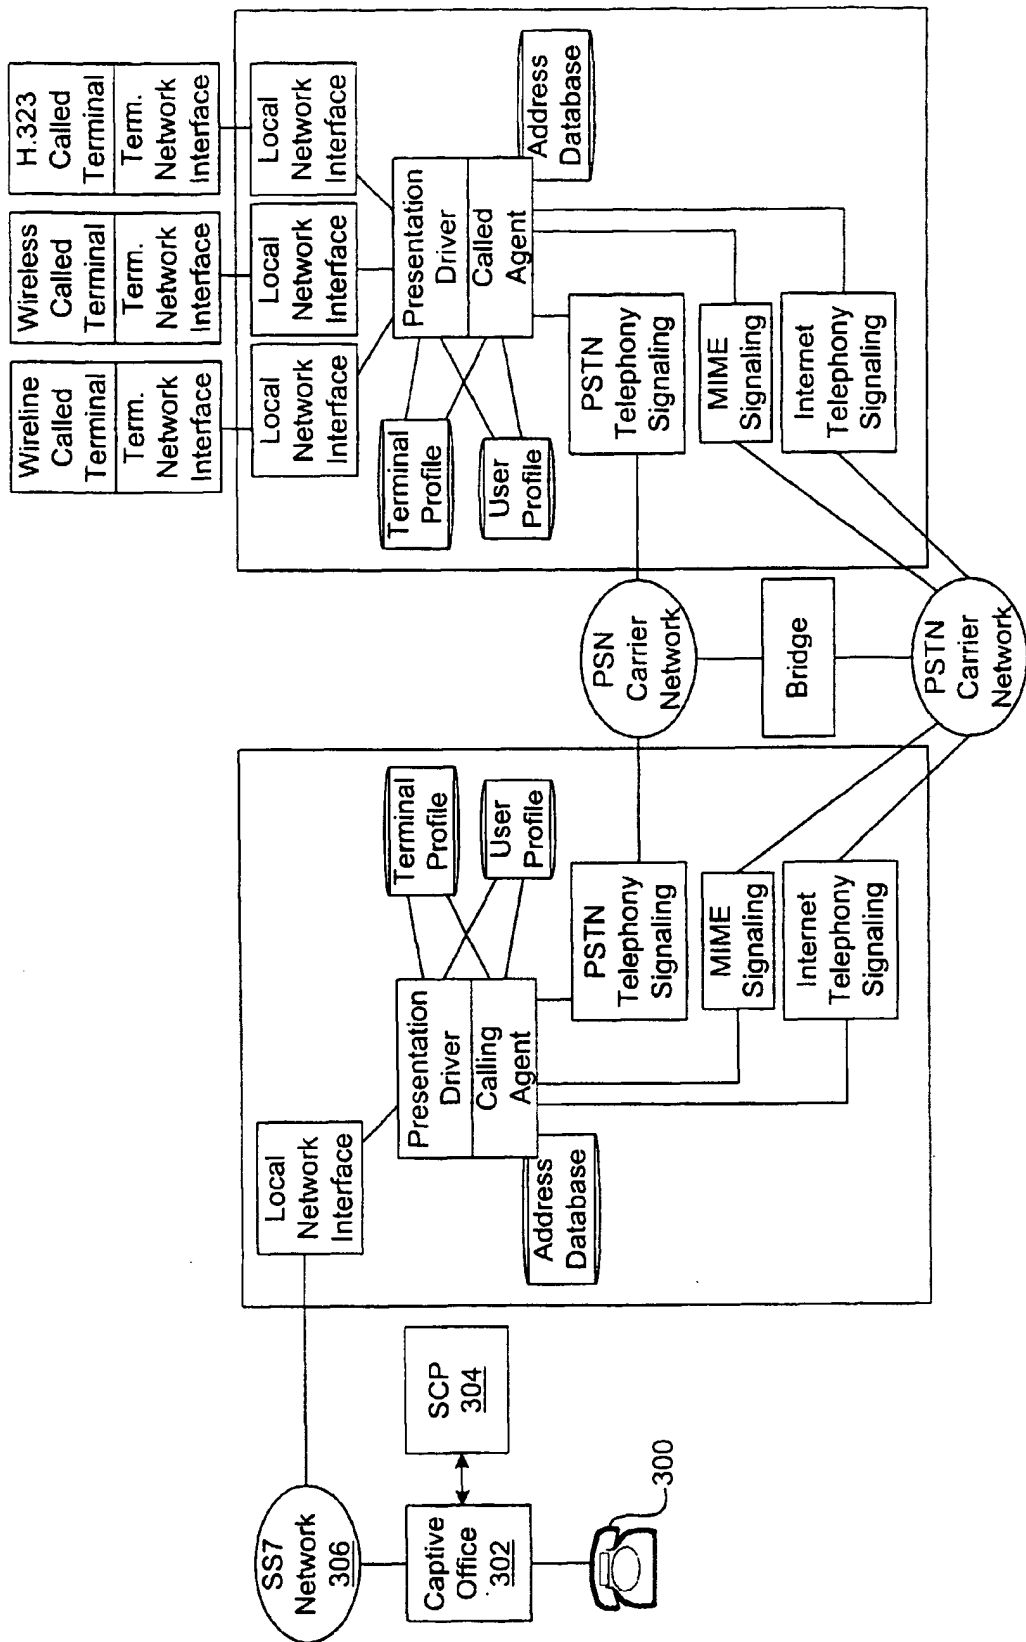 SS7
Network
306
Captive
Office
302
SCP
304
300
Local
Network
Interface
Presentation
Driver
Calling
Agent
Address
Database
Terminal
Profile
User
Profile
PSTN
Telephony
Signaling
MIME
Signaling
Internet
Telephony
Signaling
PSN
Carrier
Network
Bridge
PSTN
Carrier
Network
Wireline
Called
Terminal
Term.
Network
Interface
Wireless
Called
Terminal
Term.
Network
Interface
H.323
Called
Terminal
Term.
Network
Interface
Local
Network
Interface
Local
Network
Interface
Local
Network
Interface
Terminal
Profile
User
Profile
Presentation
Driver
Called
Agent
Address
Database
PSTN
Telephony
Signaling
MIME
Signaling
Internet
Telephony
Signaling